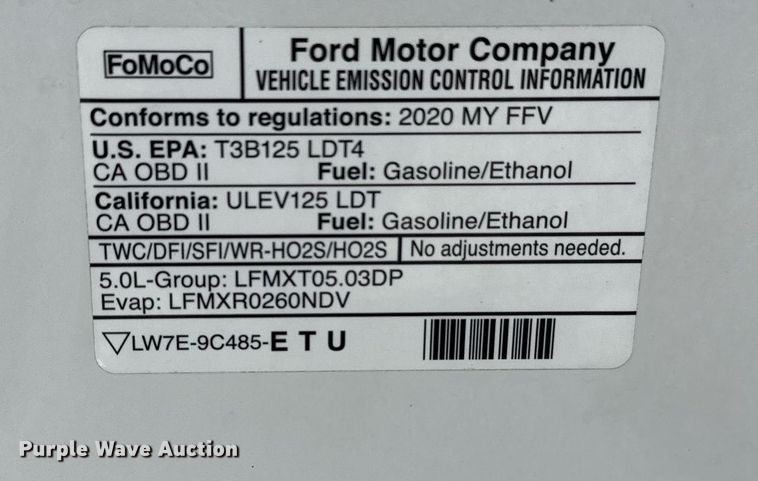 FoMoCo
Ford Motor Company
VEHICLE EMISSION CONTROL INFORMATION
Conforms to regulations: 2020 MY FFV
U.S. EPA: T3B125 LDT4
CA OBD II Fuel: Gasoline/Ethanol
California: ULEV125 LDT
CA OBD II Fuel: Gasoline/Ethanol
TWC/DFI/SFI/WR-HO2S/HO2S No adjustments needed.
5.0L-Group: LFMXT05.03DP
Evap: LFMXR0260NDV
LW7E-9C485-E T U
Purple Wave Auction